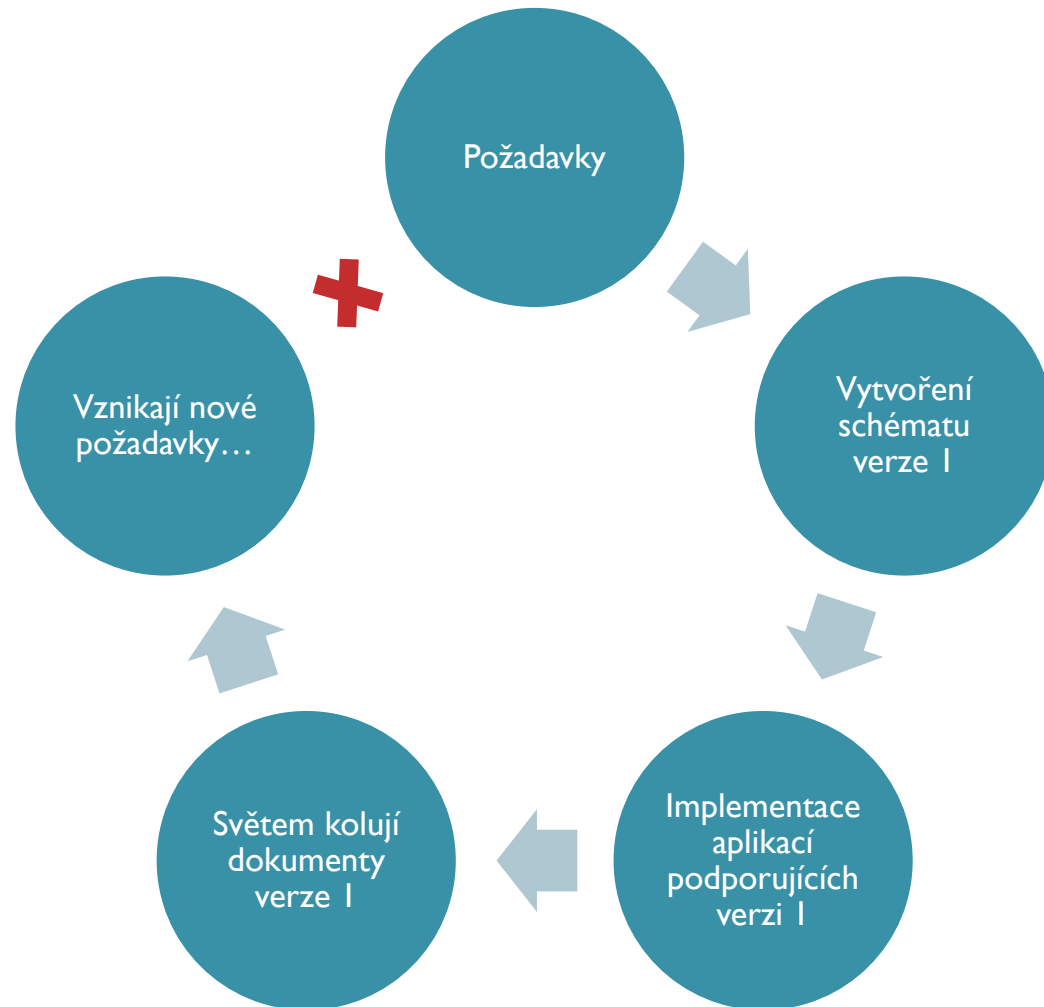 Požadavky
Vytvoření
schématu
verze 1
Implementace
aplikací
podporujících
verzi 1
Světem kolují
dokumenty
verze 1
Vznikají nové
požadavky…